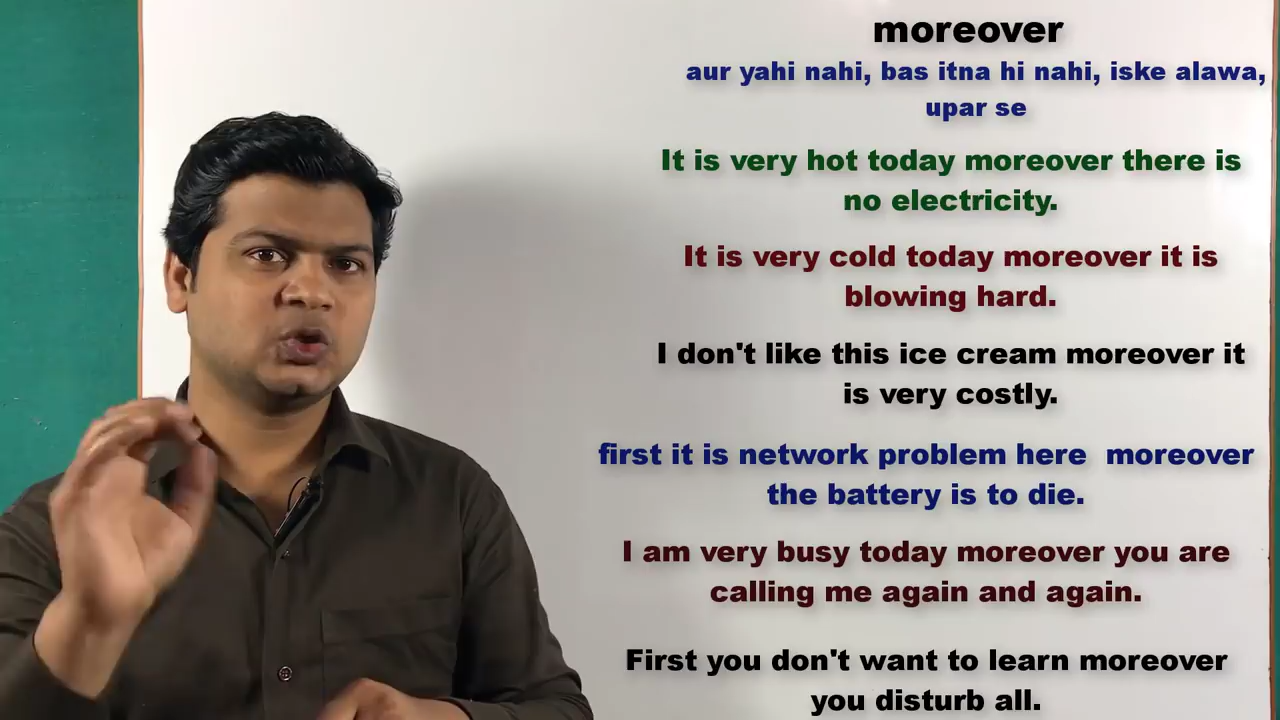 moreover
aur yahi nahi, bas itna hi nahi, iske alawa,
upar se
It is very hot today moreover there is
no electricity.
It is very cold today moreover it is
blowing hard.
I don't like this ice cream moreover it
is very costly.
first it is network problem here  moreover
the battery is to die.
I am very busy today moreover you are
calling me again and again.
First you don't want to learn moreover
you disturb all.